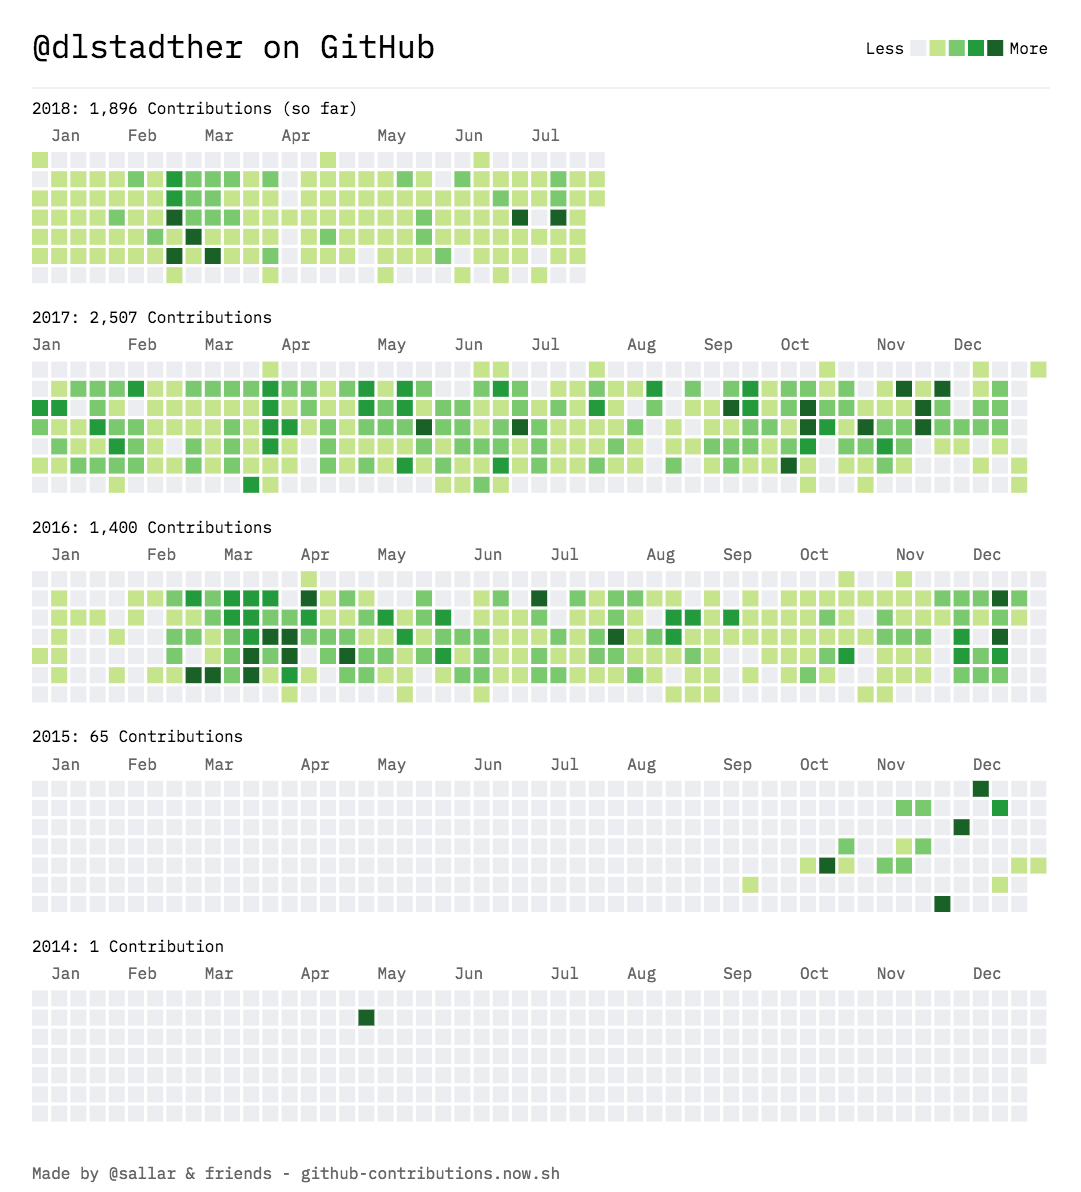 @dlstadther on GitHub
Less More
2018: 1,896 Contributions (so far)
Jan Feb Mar Apr May Jun Jul
2017: 2,507 Contributions
Jan Feb Mar Apr May Jun Jul Aug Sep Oct Nov Dec
2016: 1,400 Contributions
Jan Feb Mar Apr May Jun Jul Aug Sep Oct Nov Dec
2015: 65 Contributions
Jan Feb Mar Apr May Jun Jul Aug Sep Oct Nov Dec
2014: 1 Contribution
Jan Feb Mar Apr May Jun Jul Aug Sep Oct Nov Dec
Made by @sallar & friends - github-contributions.now.sh